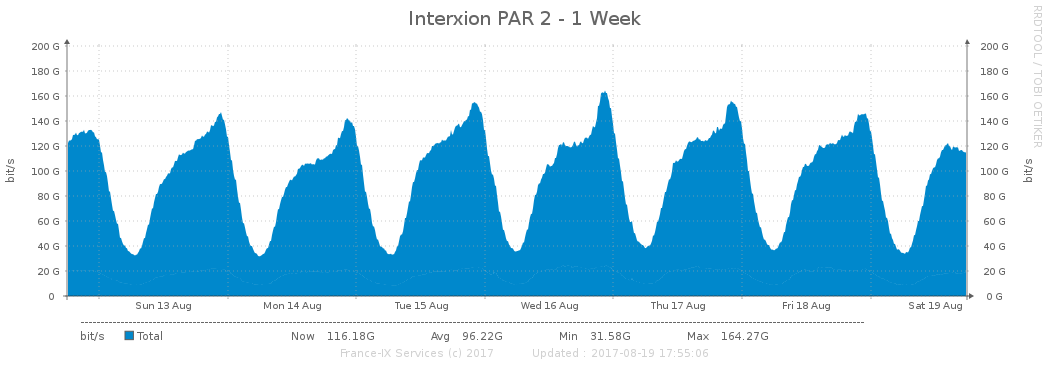 Interxion PAR 2 - 1 Week
RRDTOOL / TOBI OETIKER
bit/s
200 G
180 G
160 G
140 G
120 G
100 G
80 G
60 G
40 G
20 G
0
200 G
180 G
160 G
140 G
120 G
100 G
80 G
60 G
40 G
20 G
0 G
bit/s
Sun 13 Aug Mon 14 Aug Tue 15 Aug Wed 16 Aug Thu 17 Aug Fri 18 Aug Sat 19 Aug
bit/s Total Now 116.18G Avg 96.22G Min 31.58G Max 164.27G
France-IX Services (c) 2017 Updated : 2017-08-19 17:55:06